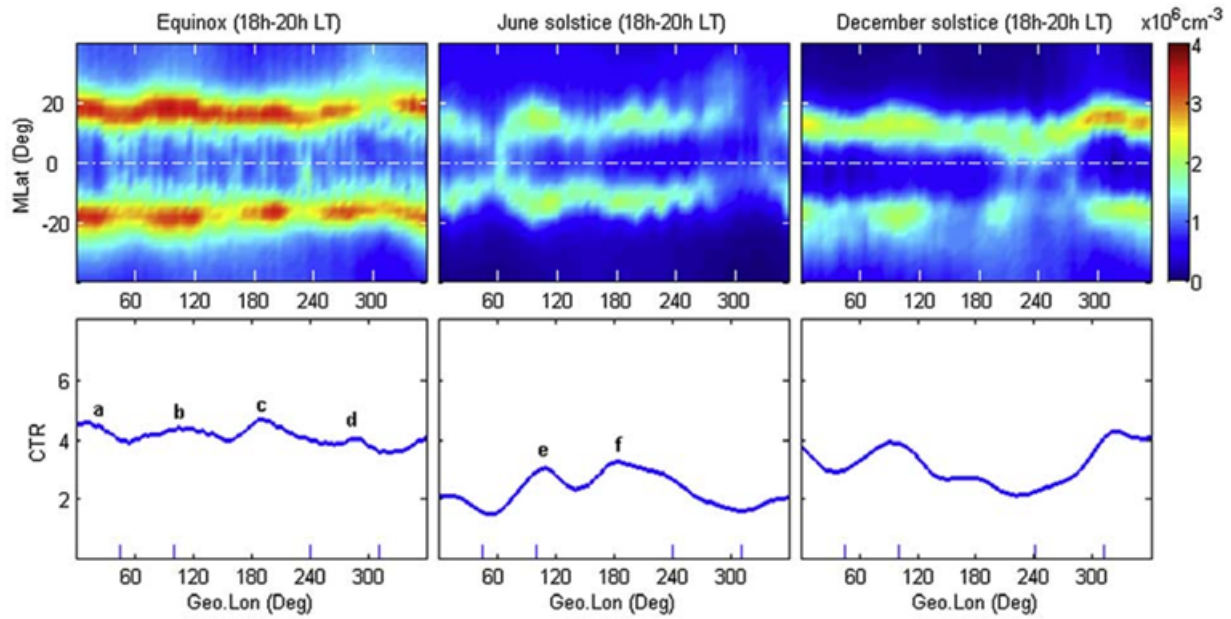 Equinox (18h-20h LT) June solstice (18h-20h LT) December solstice (18h-20h LT) x10⁶cm⁻³
MLat (Deg)
20
0
-20
60 120 180 240 300
60 120 180 240 300
60 120 180 240 300
4
3
2
1
0
CTR
6
4
2
a b c d
e f
60 120 180 240 300
60 120 180 240 300
60 120 180 240 300
Geo.Lon (Deg) Geo.Lon (Deg) Geo.Lon (Deg)